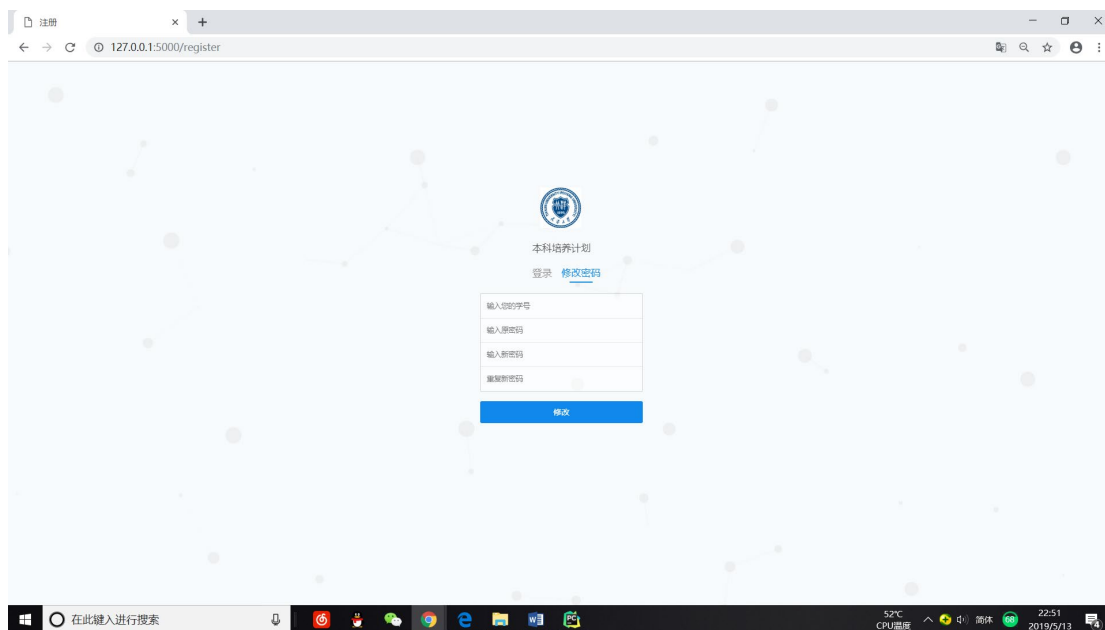 注册
127.0.0.1:5000/register
本科培养计划
登录 修改密码
输入您的学号
输入原密码
输入新密码
重复新密码
修改
在此键入进行搜索
52℃
CPU温度
简体
68
22:51
2019/5/13
4